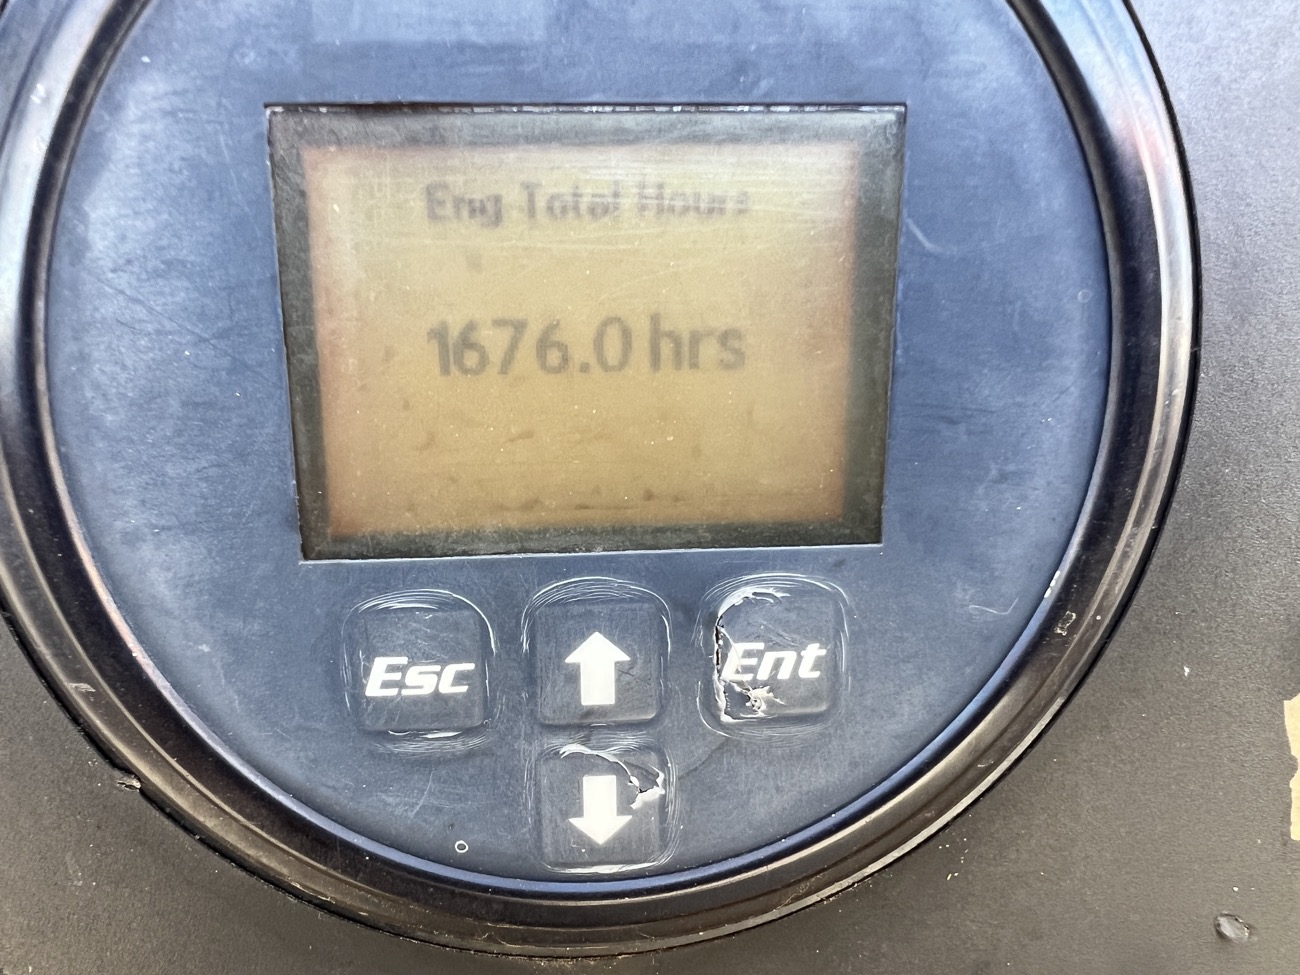 Eng Total Hours
1676.0 hrs
Esc
Ent